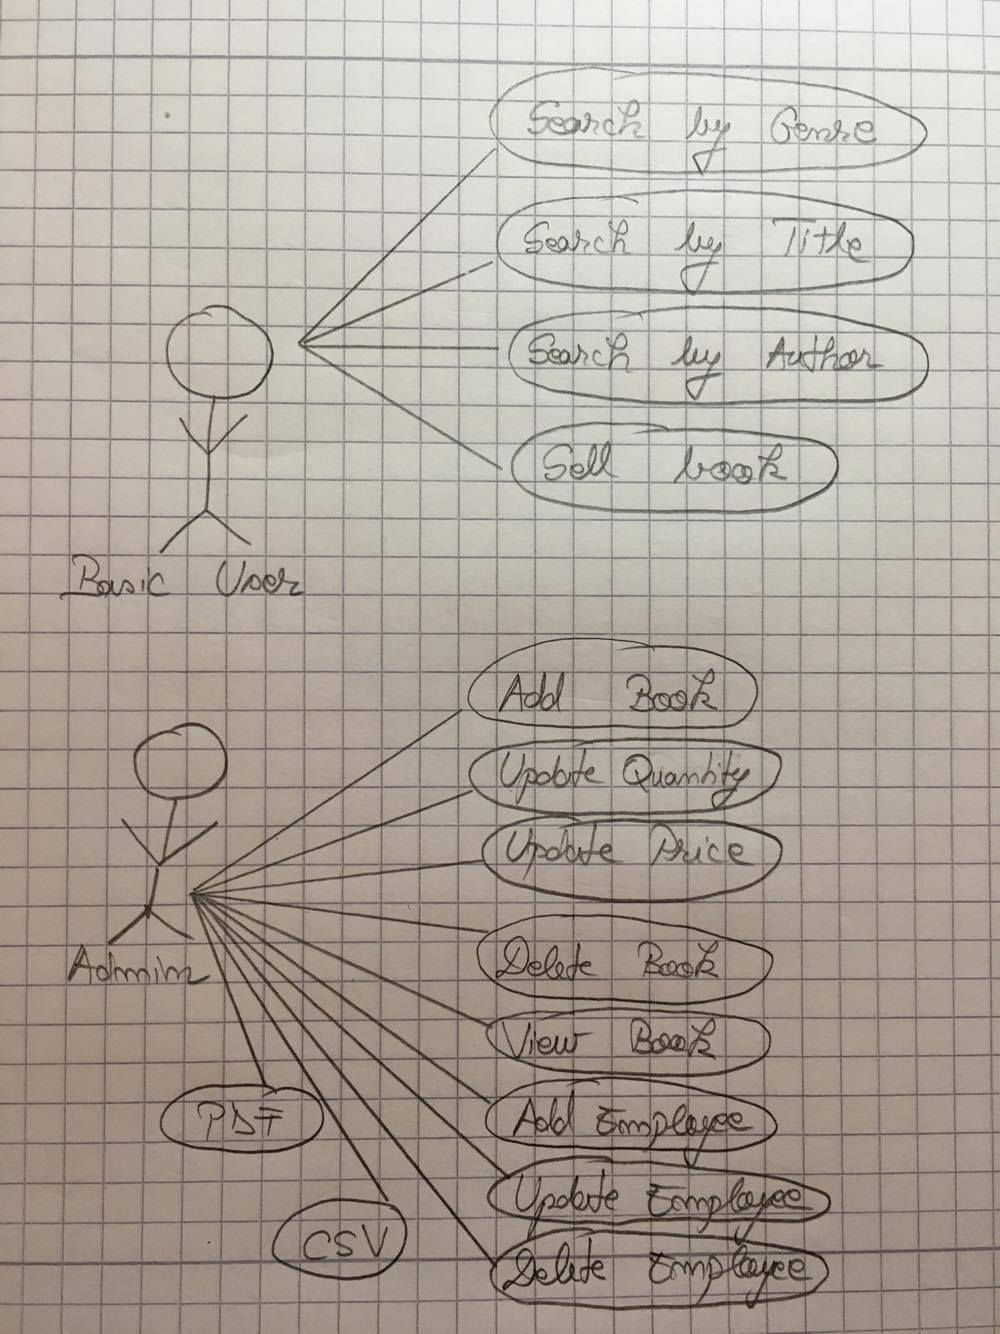 Search by Genre
Search by Title
Search by Author
Sell book
Basic User
Add Book
Update Quantity
Update Price
Delete Book
Admin
View Book
Add Employee
PDF
Update Employee
CSV
Delete Employee